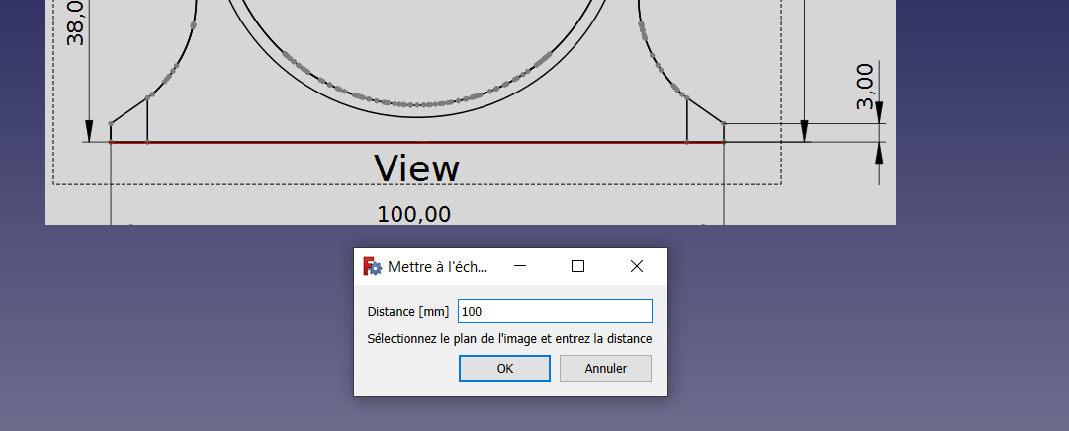 38,0
3,00
View
100,00
Mettre à l'éch...
Distance [mm] 100
Sélectionnez le plan de l'image et entrez la distance
OK Annuler